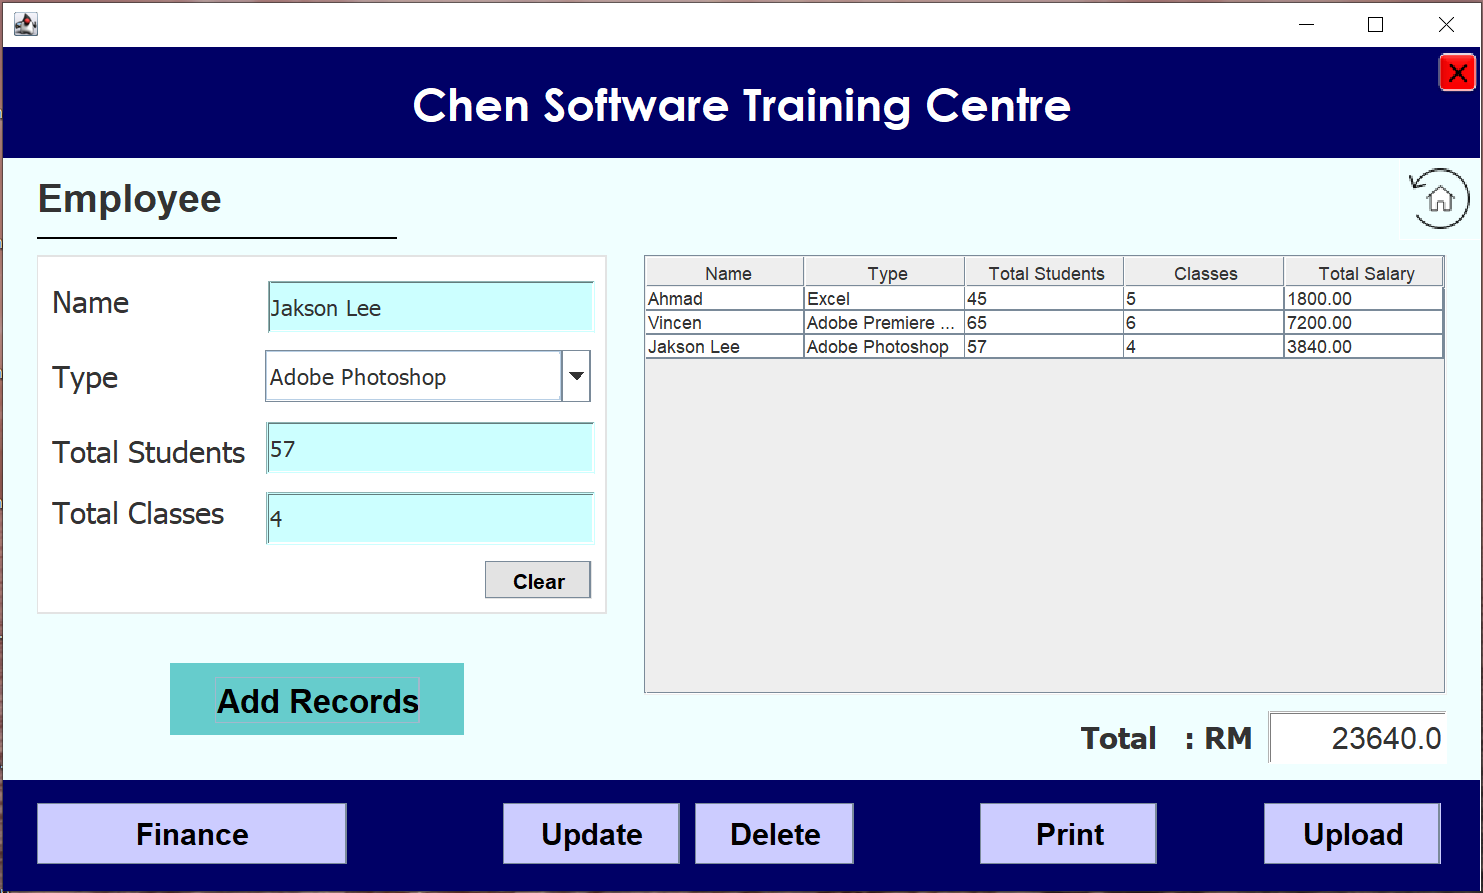 Chen Software Training Centre
Employee
Name Jakson Lee
Type Adobe Photoshop
Total Students 57
Total Classes 4
Clear
Add Records
Name Type Total Students Classes Total Salary
Ahmad Excel 45 5 1800.00
Vincen Adobe Premiere ... 65 6 7200.00
Jakson Lee Adobe Photoshop 57 4 3840.00
Total : RM 23640.0
Finance Update Delete Print Upload